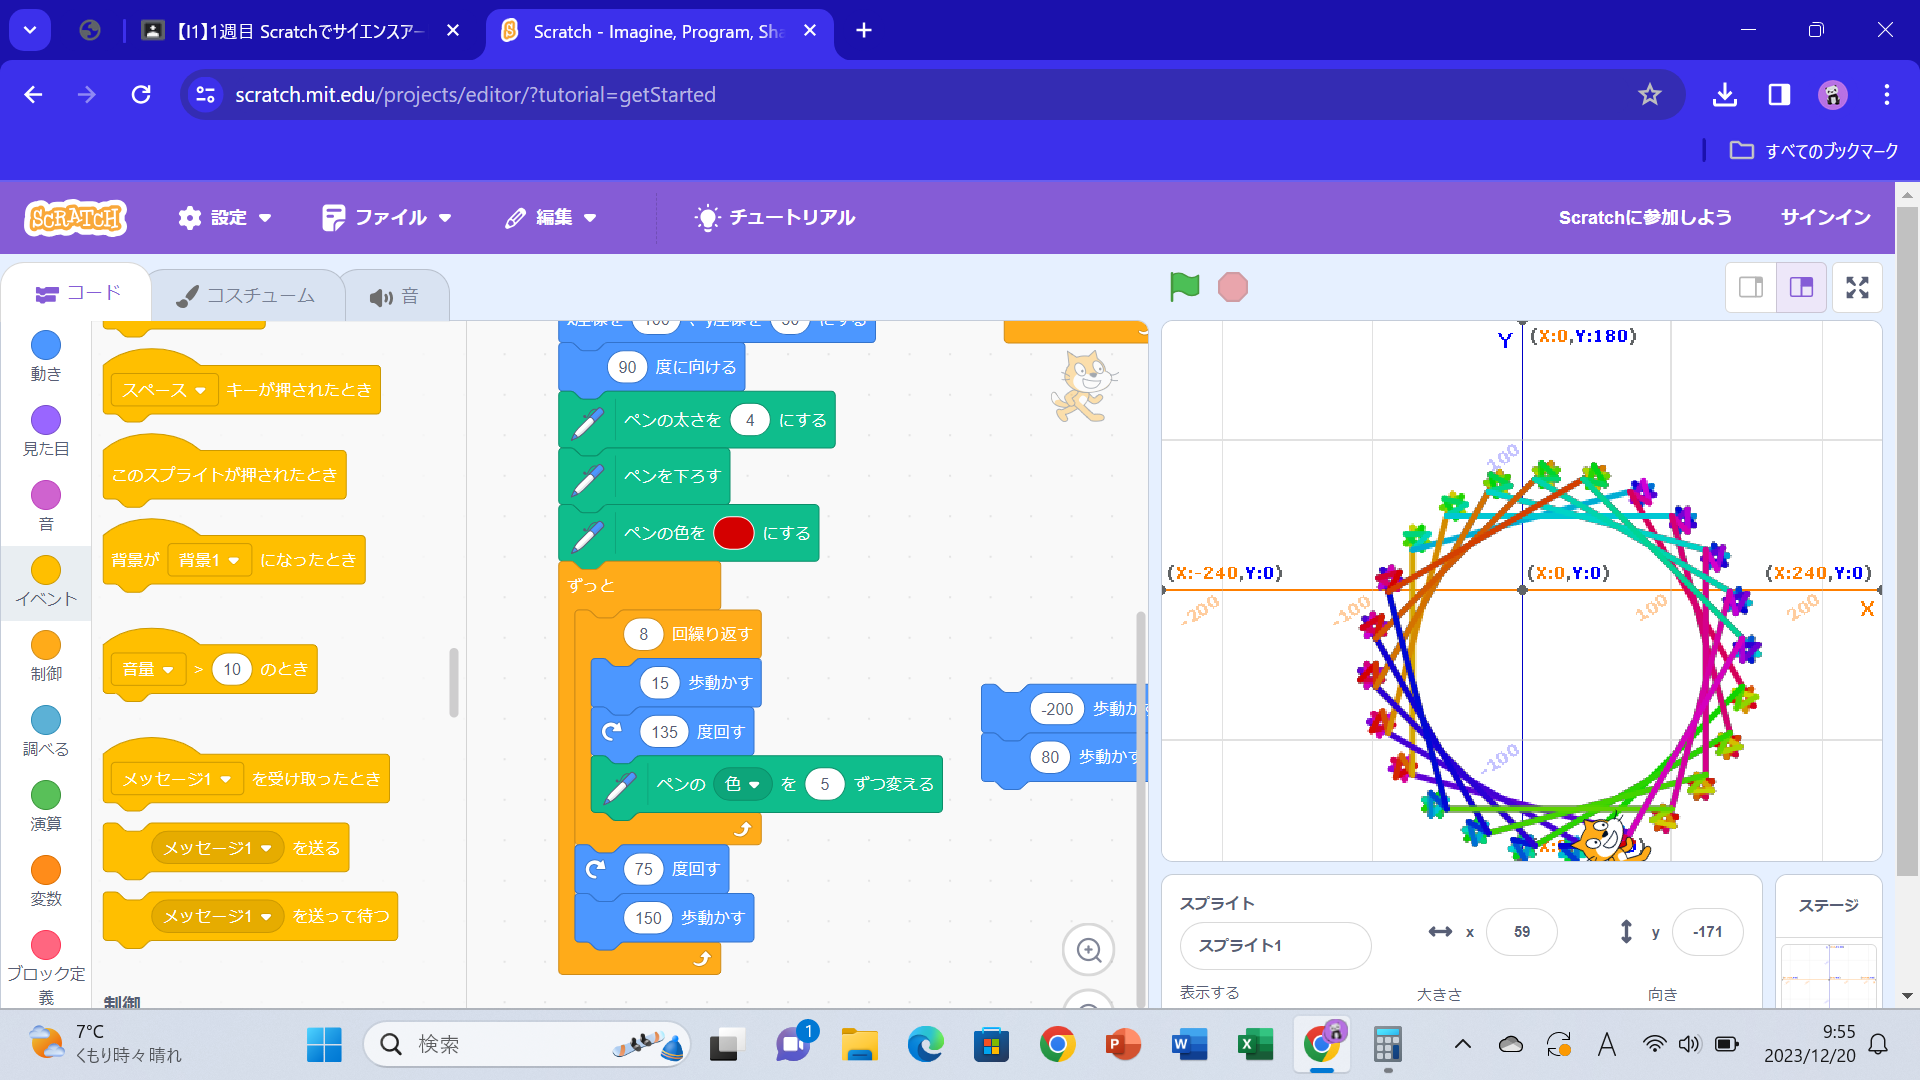 【I1】1週目 Scratchでサイエンスアー
Scratch - Imagine, Program, Sha
scratch.mit.edu/projects/editor/?tutorial=getStarted
すべてのブックマーク
SCRATCH
設定
ファイル
編集
チュートリアル
Scratchに参加しよう
サインイン
コード
コスチューム
音
動き
見た目
音
イベント
制御
調べる
演算
変数
ブロック定義
スペース キーが押されたとき
このスプライトが押されたとき
背景が 背景1 になったとき
音量 > 10 のとき
メッセージ1 を受け取ったとき
メッセージ1 を送る
メッセージ1 を送って待つ
制御
90 度に向ける
ペンの太さを 4 にする
ペンを下ろす
ペンの色を にする
ずっと
8 回繰り返す
15 歩動かす
135 度回す
ペンの 色 を 5 ずつ変える
75 度回す
150 歩動かす
-200 歩動かす
80 歩動かす
Y (X:0,Y:180)
100
(X:-240,Y:0)
(X:0,Y:0)
(X:240,Y:0)
-200
-100
100
200
X
-100
スプライト
スプライト1
x 59
y -171
表示する
大きさ
向き
ステージ
7°C
くもり時々晴れ
検索
1
A
9:55
2023/12/20